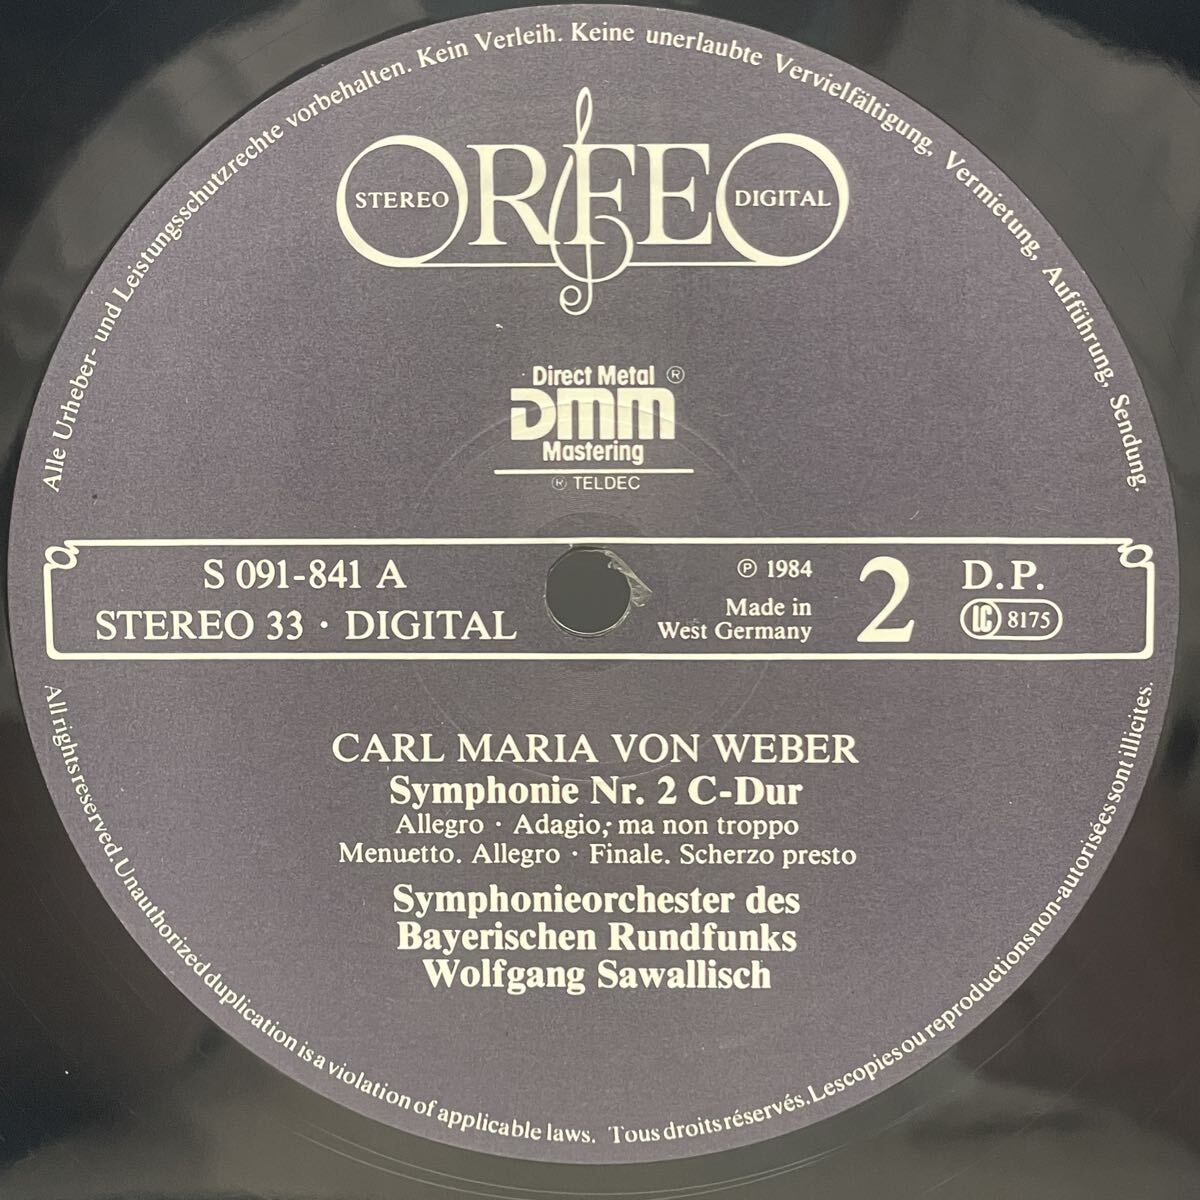 Alle Urheber- und Leistungsschutzrechte vorbehalten. Kein Verleih. Keine unerlaubte Vervielfältigung, Vermietung, Aufführung, Sendung.
ORFEO
STEREO
DIGITAL
Direct Metal ®
DMM
Mastering
® TELDEC
S 091-841 A
STEREO 33 · DIGITAL
℗ 1984
Made in
West Germany
2
D.P.
LC 8175
CARL MARIA VON WEBER
Symphonie Nr. 2 C-Dur
Allegro · Adagio, ma non troppo
Menuetto. Allegro · Finale. Scherzo presto
Symphonieorchester des
Bayerischen Rundfunks
Wolfgang Sawallisch
All rights reserved. Unauthorized duplication is a violation of applicable laws. Tous droits réservés. Les copies ou reproductions non-autorisées sont illicites.